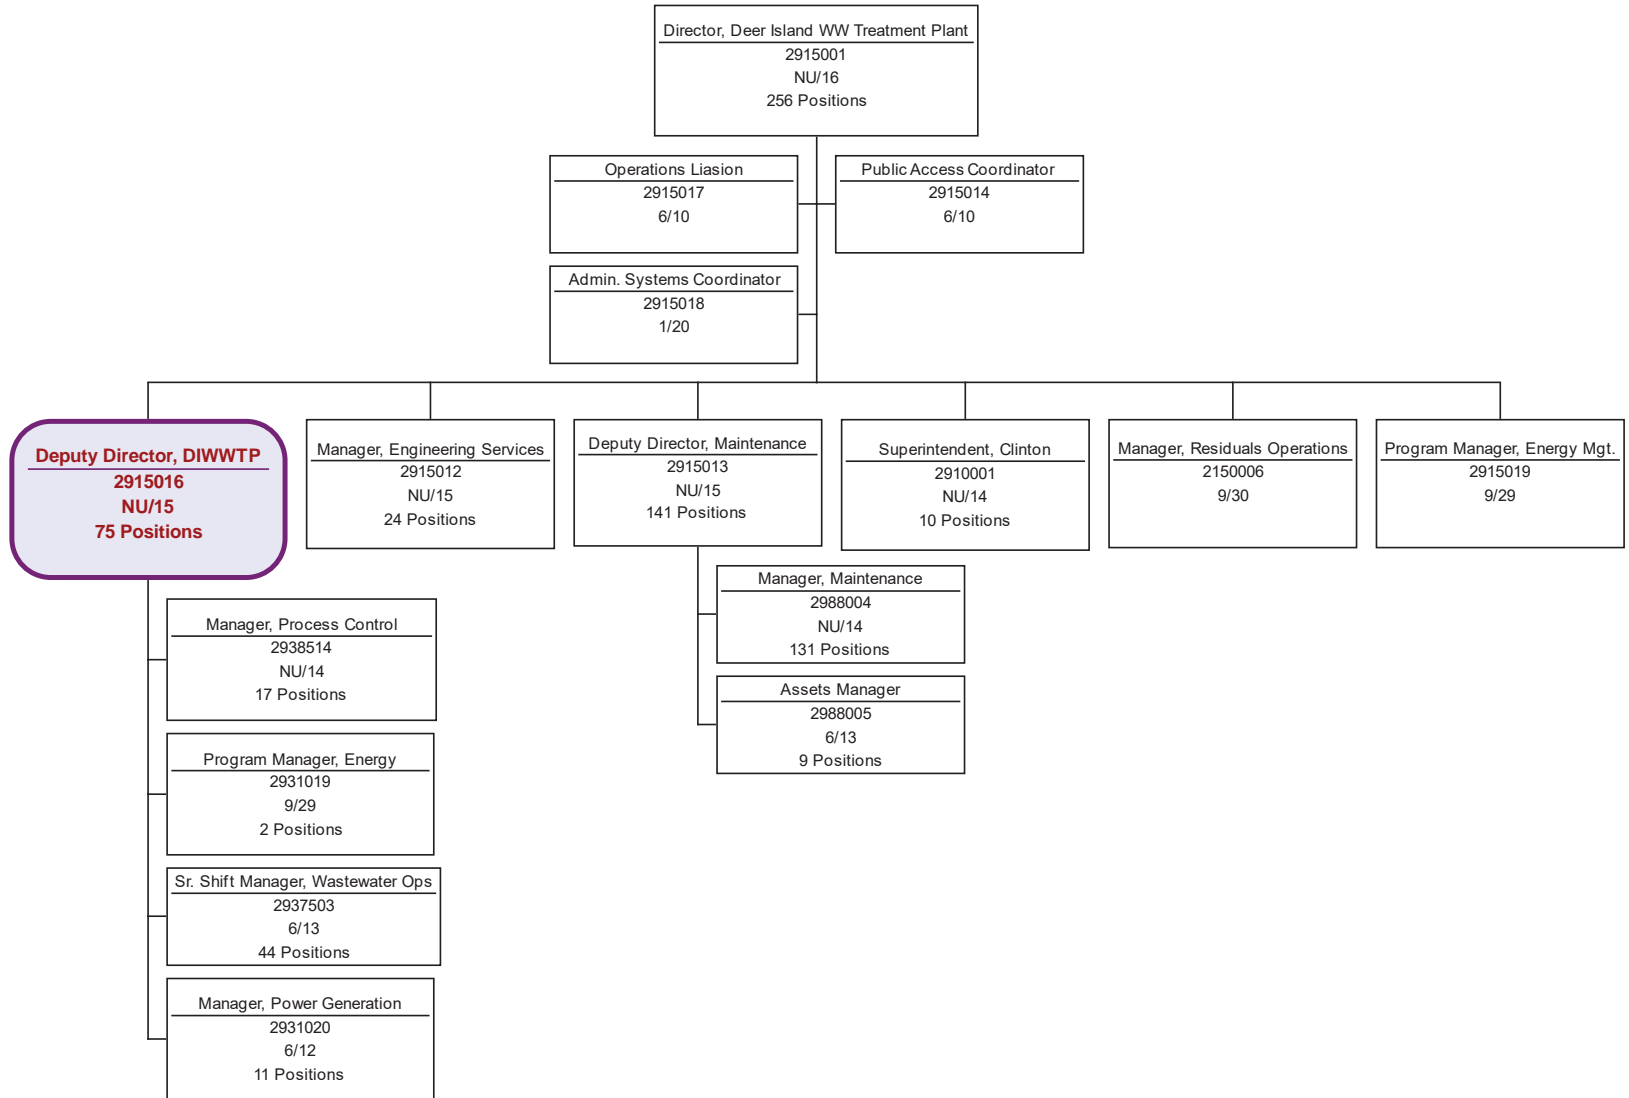 Director, Deer Island WW Treatment Plant
2915001
NU/16
256 Positions
Operations Liasion
2915017
6/10
Public Access Coordinator
2915014
6/10
Admin. Systems Coordinator
2915018
1/20
Deputy Director, DIWWTP
2915016
NU/15
75 Positions
Manager, Engineering Services
2915012
NU/15
24 Positions
Deputy Director, Maintenance
2915013
NU/15
141 Positions
Superintendent, Clinton
2910001
NU/14
10 Positions
Manager, Residuals Operations
2150006
9/30
Program Manager, Energy Mgt.
2915019
9/29
Manager, Process Control
2938514
NU/14
17 Positions
Program Manager, Energy
2931019
9/29
2 Positions
Sr. Shift Manager, Wastewater Ops
2937503
6/13
44 Positions
Manager, Power Generation
2931020
6/12
11 Positions
Manager, Maintenance
2988004
NU/14
131 Positions
Assets Manager
2988005
6/13
9 Positions